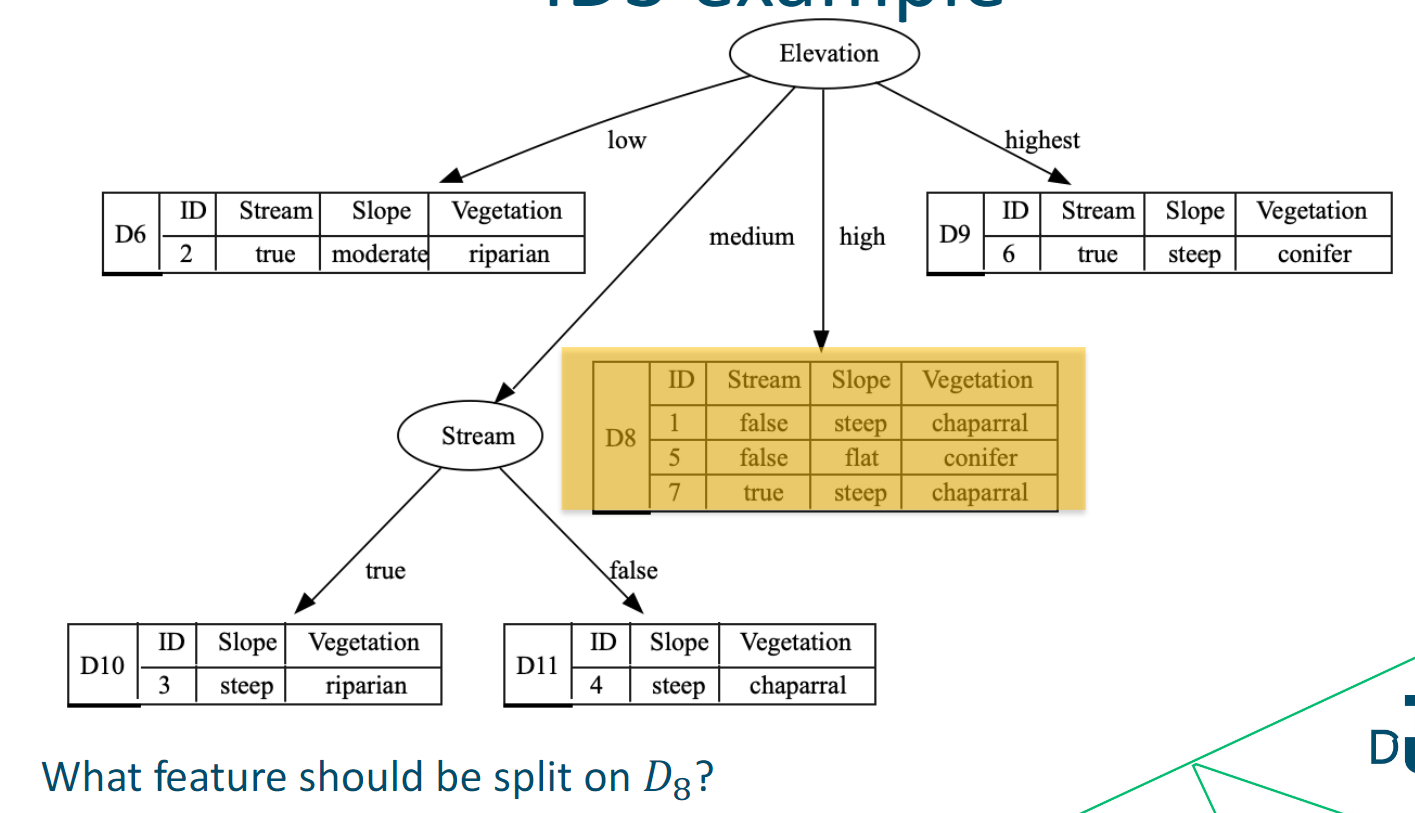 ID3 example
Elevation
low
highest
medium
high
D6
ID Stream Slope Vegetation
2 true moderate riparian
D9
ID Stream Slope Vegetation
6 true steep conifer
Stream
D8
ID Stream Slope Vegetation
1 false steep chaparral
5 false flat conifer
7 true steep chaparral
true
false
D10
ID Slope Vegetation
3 steep riparian
D11
ID Slope Vegetation
4 steep chaparral
What feature should be split on D₈?